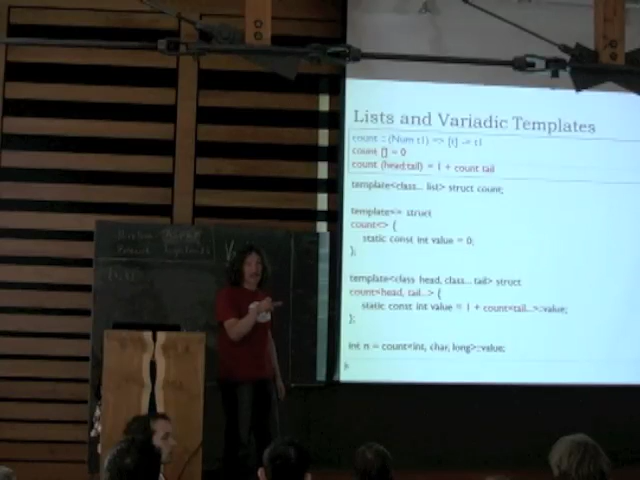 Lists and Variadic Templates
count :: (Num t1) => [t] -> t1
count [] = 0
count (head:tail) = 1 + count tail
template<class... list> struct count;
template<> struct
count<> {
static const int value = 0;
};
template<class head, class... tail> struct
count<head, tail...> {
static const int value = 1 + count<tail...>::value;
};
int n = count<int, char, long>::value;